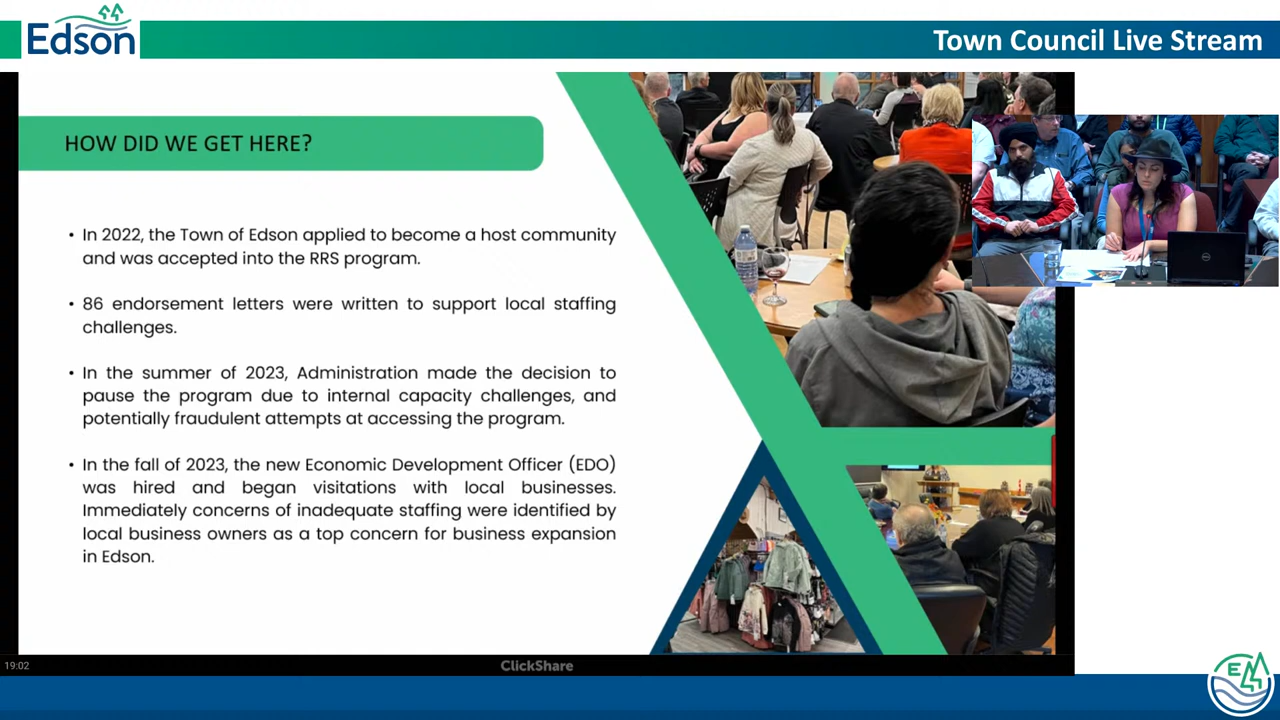 Edson
Town Council Live Stream
HOW DID WE GET HERE?
• In 2022, the Town of Edson applied to become a host community
and was accepted into the RRS program.
• 86 endorsement letters were written to support local staffing
challenges.
• In the summer of 2023, Administration made the decision to
pause the program due to internal capacity challenges, and
potentially fraudulent attempts at accessing the program.
• In the fall of 2023, the new Economic Development Officer (EDO)
was hired and began visitations with local businesses.
Immediately concerns of inadequate staffing were identified by
local business owners as a top concern for business expansion
in Edson.
19:02
ClickShare